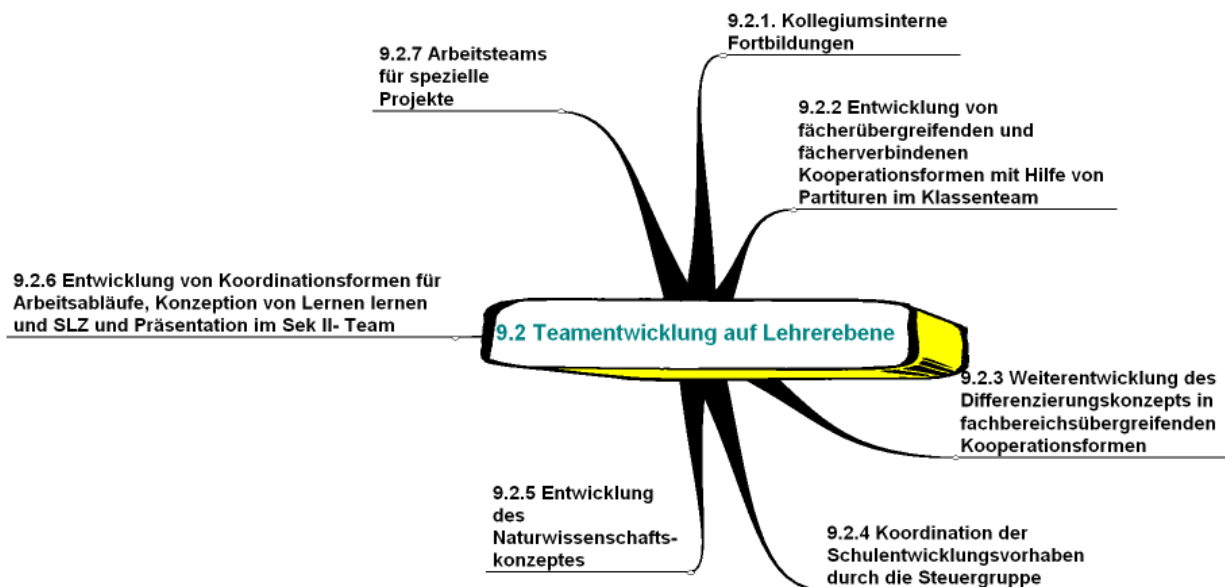 9.2.7 Arbeitsteams
für spezielle
Projekte
9.2.1. Kollegiumsinterne
Fortbildungen
9.2.2 Entwicklung von
fächerübergreifenden und
fächerverbindenen
Kooperationsformen mit Hilfe von
Partituren im Klassenteam
9.2.6 Entwicklung von Koordinationsformen für
Arbeitsabläufe, Konzeption von Lernen lernen
und SLZ und Präsentation im Sek II- Team
9.2 Teamentwicklung auf Lehrerebene
9.2.3 Weiterentwicklung des
Differenzierungskonzepts in
fachbereichsübergreifenden
Kooperationsformen
9.2.5 Entwicklung
des
Naturwissenschafts-
konzeptes
9.2.4 Koordination der
Schulentwicklungsvorhaben
durch die Steuergruppe